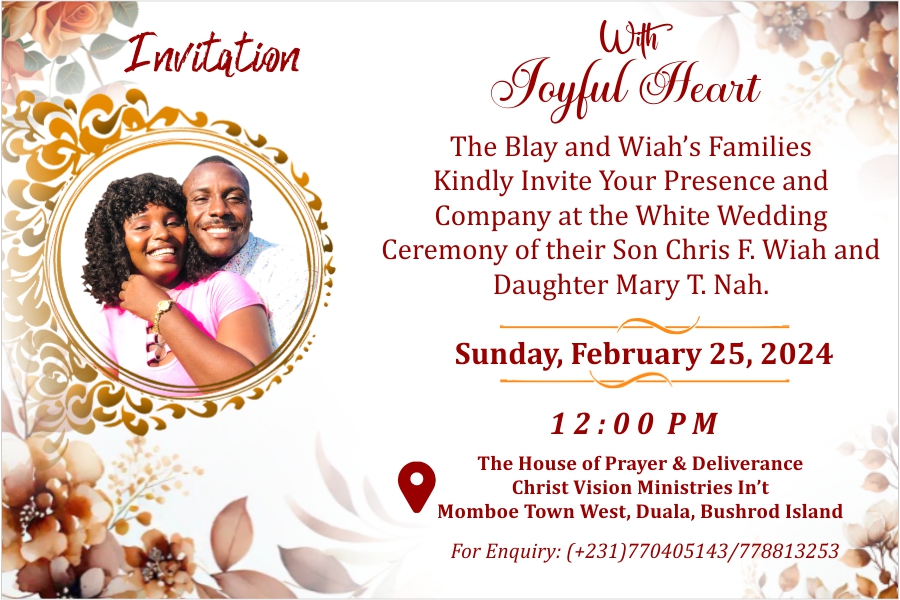 Invitation
With
Joyful Heart
The Blay and Wiah’s Families
Kindly Invite Your Presence and
Company at the White Wedding
Ceremony of their Son Chris F. Wiah and
Daughter Mary T. Nah.
Sunday, February 25, 2024
12:00 PM
The House of Prayer & Deliverance
Christ Vision Ministries In’t
Momboe Town West, Duala, Bushrod Island
For Enquiry: (+231)770405143/778813253